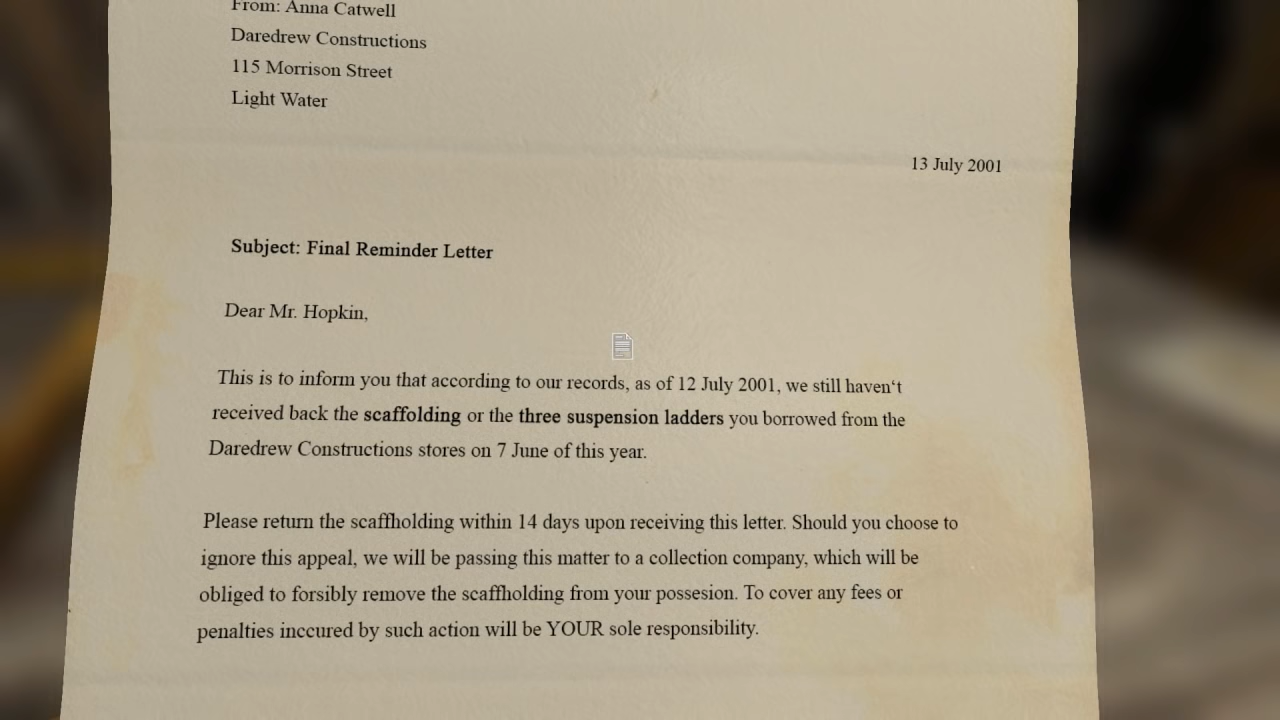 From: Anna Catwell
Daredrew Constructions
115 Morrison Street
Light Water
13 July 2001
Subject: Final Reminder Letter
Dear Mr. Hopkin,
This is to inform you that according to our records, as of 12 July 2001, we still haven‘t
received back the scaffolding or the three suspension ladders you borrowed from the
Daredrew Constructions stores on 7 June of this year.
Please return the scaffholding within 14 days upon receiving this letter. Should you choose to
ignore this appeal, we will be passing this matter to a collection company, which will be
obliged to forsibly remove the scaffholding from your possesion. To cover any fees or
penalties inccured by such action will be YOUR sole responsibility.